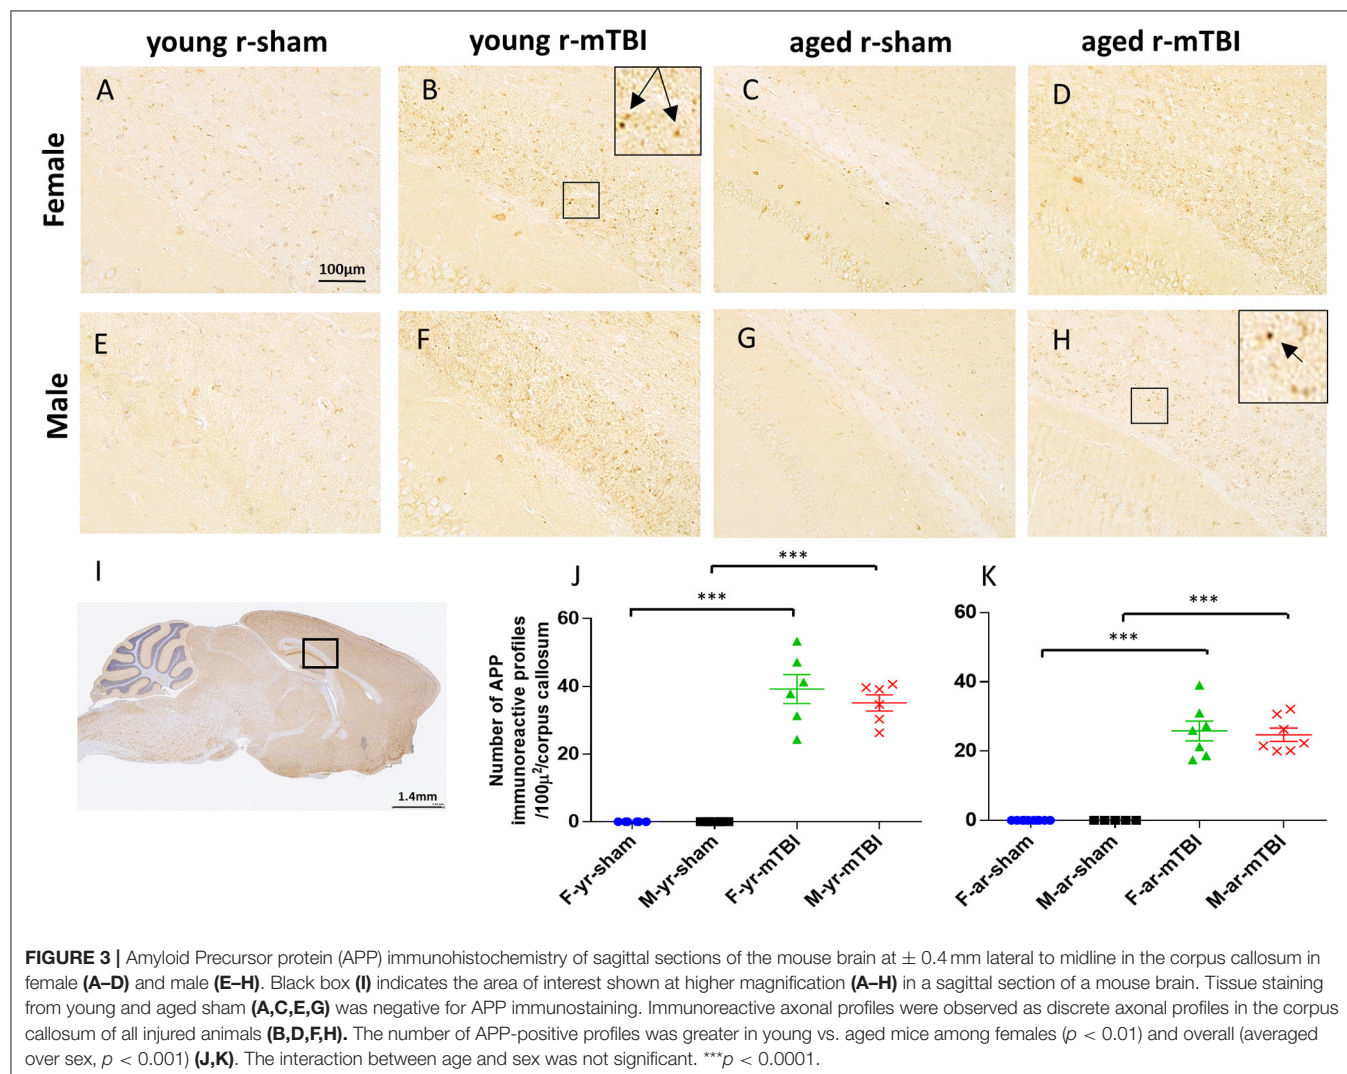 young r-sham young r-mTBI aged r-sham aged r-mTBI
Female
A B C D
100µm
Male
E F G H
I J K
***
***
***
***
Number of APP
immunoreactive profiles
/100µ²/corpus callosum
60
40
20
0
60
40
20
0
1.4mm
F-yr-sham M-yr-sham F-yr-mTBI M-yr-mTBI
F-ar-sham M-ar-sham F-ar-mTBI M-ar-mTBI
FIGURE 3 | Amyloid Precursor protein (APP) immunohistochemistry of sagittal sections of the mouse brain at ± 0.4 mm lateral to midline in the corpus callosum in
female (A–D) and male (E–H). Black box (I) indicates the area of interest shown at higher magnification (A–H) in a sagittal section of a mouse brain. Tissue staining
from young and aged sham (A,C,E,G) was negative for APP immunostaining. Immunoreactive axonal profiles were observed as discrete axonal profiles in the corpus
callosum of all injured animals (B,D,F,H). The number of APP-positive profiles was greater in young vs. aged mice among females (p < 0.01) and overall (averaged
over sex, p < 0.001) (J,K). The interaction between age and sex was not significant. ***p < 0.0001.